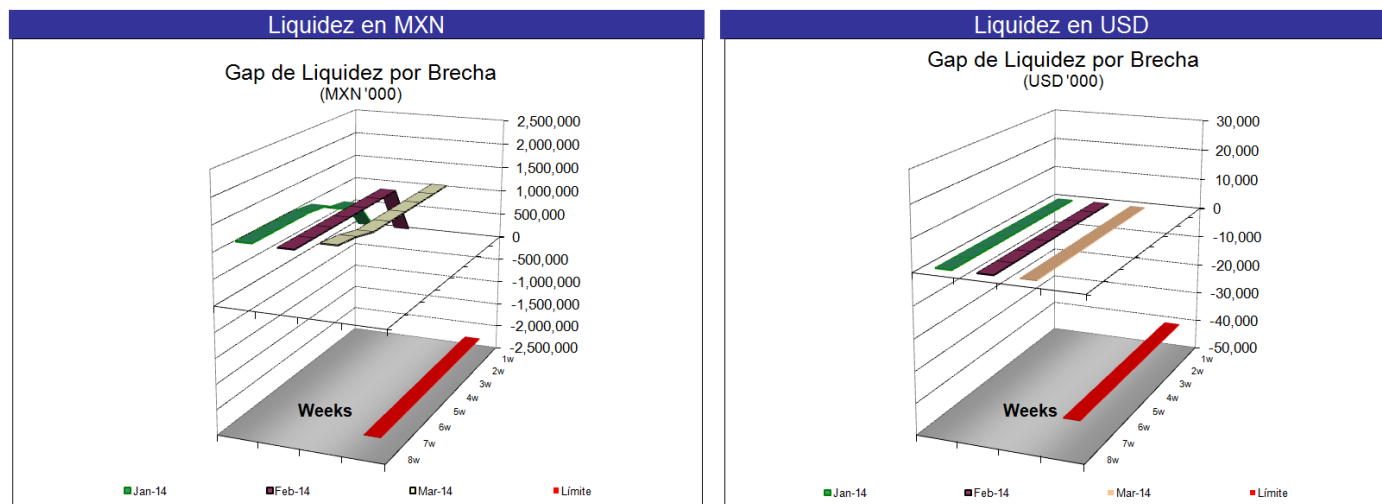 Liquidez en MXN
Gap de Liquidez por Brecha
(MXN '000)
2,500,000
2,000,000
1,500,000
1,000,000
500,000
0
-500,000
-1,000,000
-1,500,000
-2,000,000
-2,500,000
1w
2w
3w
4w
5w
6w
7w
8w
Weeks
Jan-14
Feb-14
Mar-14
Límite
Liquidez en USD
Gap de Liquidez por Brecha
(USD '000)
30,000
20,000
10,000
0
-10,000
-20,000
-30,000
-40,000
-50,000
1w
2w
3w
4w
5w
6w
7w
8w
Weeks
Jan-14
Feb-14
Mar-14
Límite